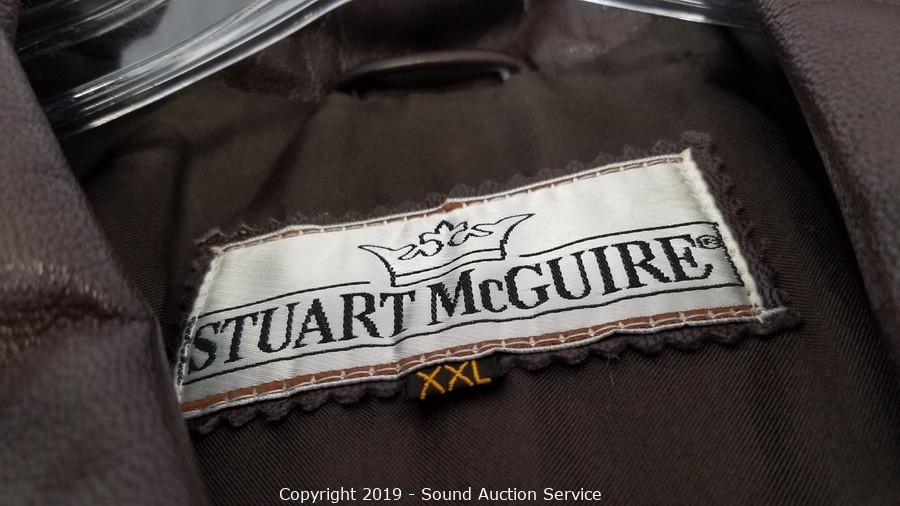 STUART McGUIRE®
XXL
Copyright 2019 - Sound Auction Service